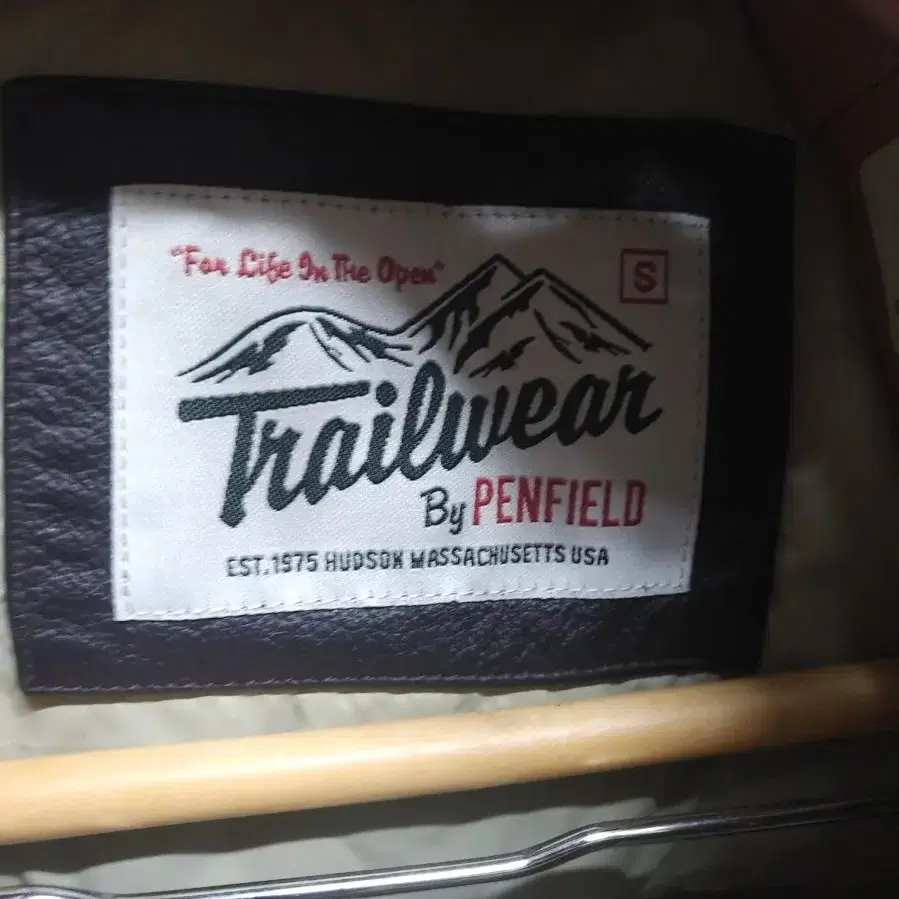 "For Life In The Open"
S
Trailwear
By PENFIELD
EST.1975 HUDSON MASSACHUSETTS USA